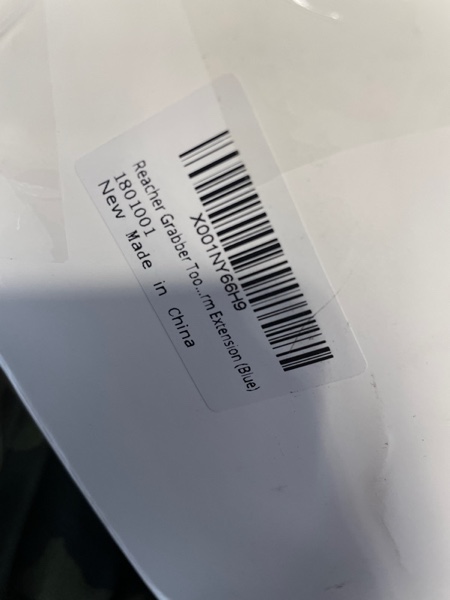 X001NY66H9
Reacher Grabber Too...rm Extension (Blue)
1801001
New Made in China